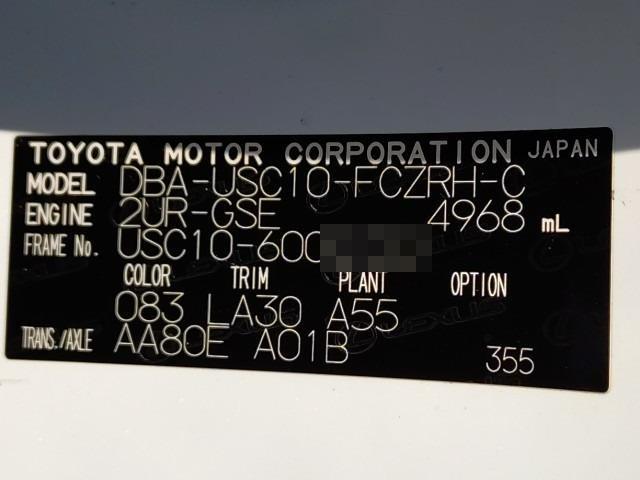 TOYOTA MOTOR CORPORATION JAPAN
MODEL DBA-USC10-FCZRH-C
ENGINE 2UR-GSE 4968 mL
FRAME No. USC10-600
COLOR TRIM PLANT OPTION
083 LA30 A55
TRANS./AXLE AA80E A01B 355